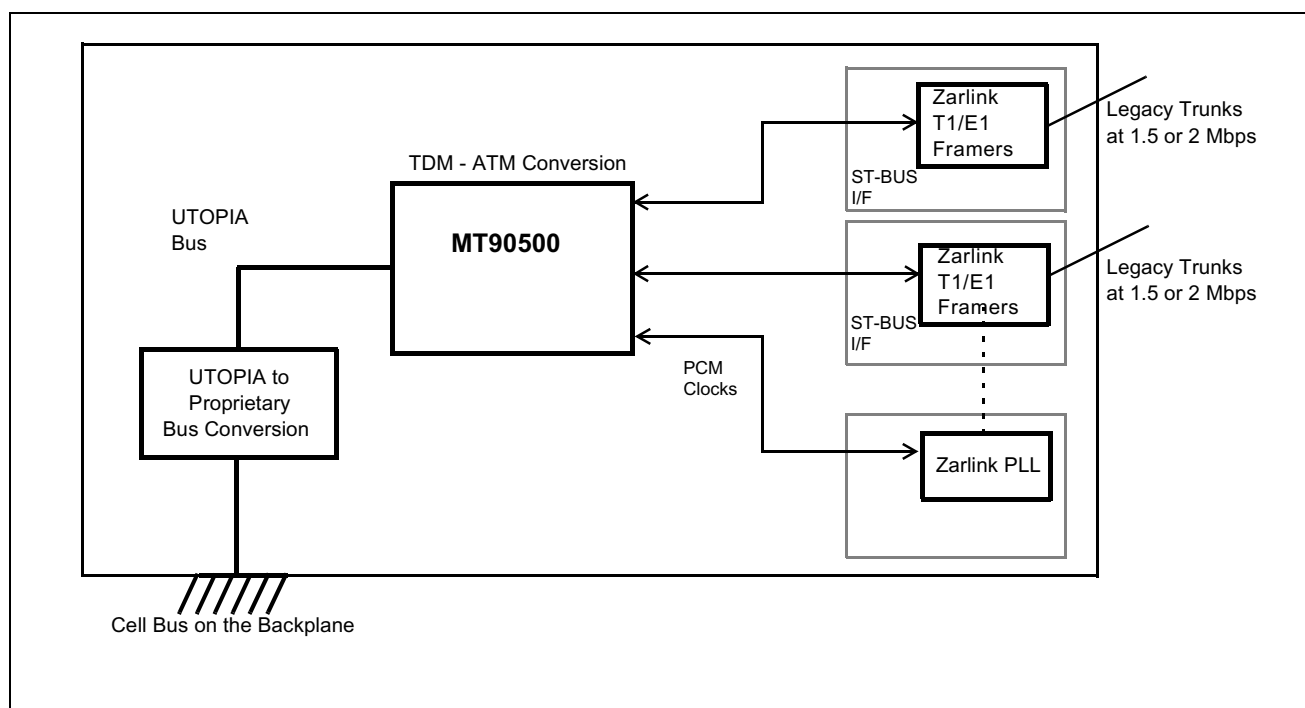 Zarlink
T1/E1
Framers
Legacy Trunks
at 1.5 or 2 Mbps
ST-BUS
I/F
TDM - ATM Conversion
UTOPIA
Bus
MT90500
Zarlink
T1/E1
Framers
Legacy Trunks
at 1.5 or 2 Mbps
ST-BUS
I/F
PCM
Clocks
UTOPIA to
Proprietary
Bus Conversion
Zarlink PLL
Cell Bus on the Backplane